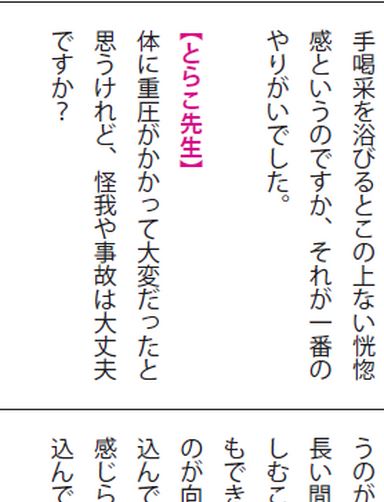 手喝采を浴びるとこの上ない恍惚
感というのですか、それが一番の
やりがいでした。
【とらこ先生】
体に重圧がかかって大変だったと
思うけれど、怪我や事故は大丈夫
ですか？
うのが
長い間
しむこ
もでき
のが向
込んで
感じら
込んで